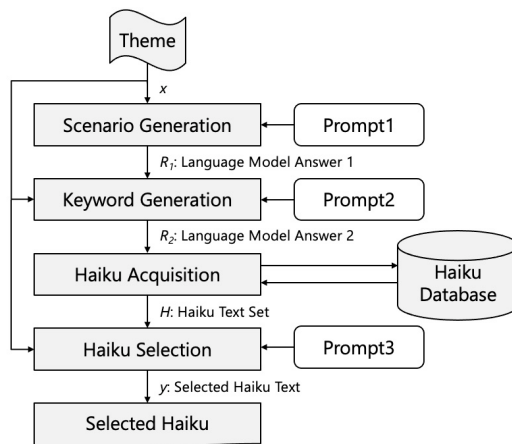 Theme
x
Scenario Generation
Prompt1
R1: Language Model Answer 1
Keyword Generation
Prompt2
R2: Language Model Answer 2
Haiku Acquisition
Haiku
Database
H: Haiku Text Set
Haiku Selection
Prompt3
y: Selected Haiku Text
Selected Haiku